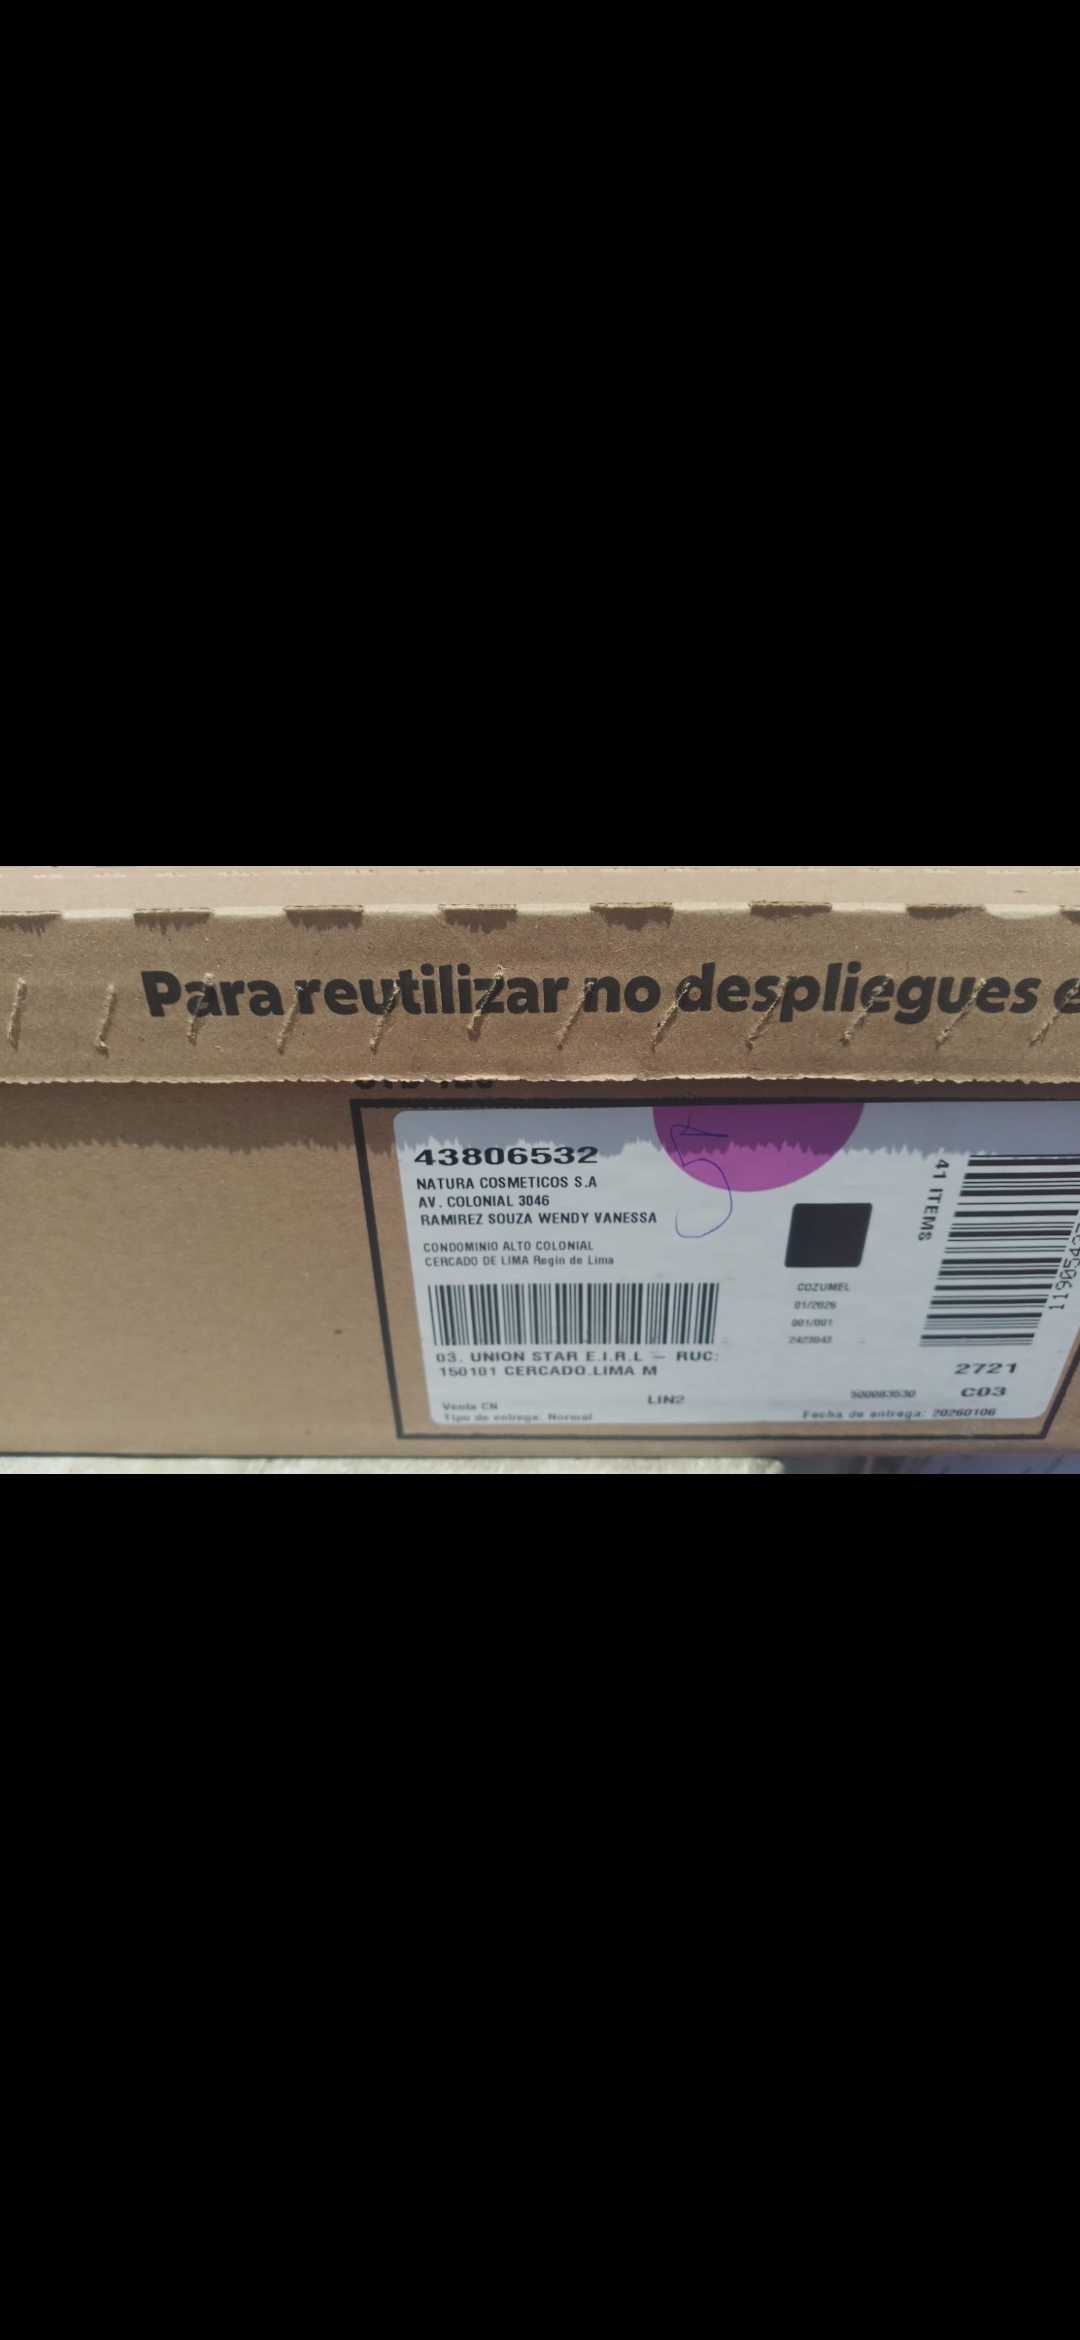 Para reutilizar no despliegues e
43806532
NATURA COSMETICOS S.A
AV. COLONIAL 3046
RAMIREZ SOUZA WENDY VANESSA
CONDOMINIO ALTO COLONIAL
CERCADO DE LIMA Regin de Lima
41 ITEMS
COZUMEL
01/2026
001/001
03. UNION STAR E.I.R.L – RUC:
150101 CERCADO.LIMA M
2721
C03
LIN2
Venta CN
Tipo de entrega: Normal
Fecha de entrega: 20260106